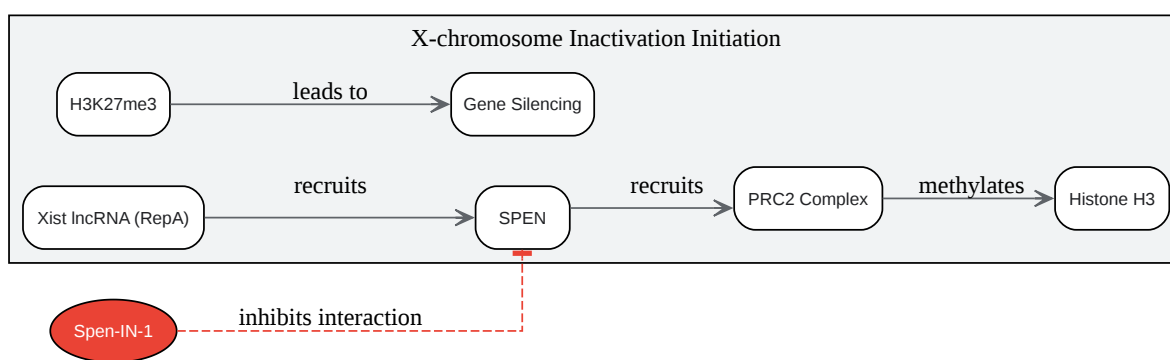 X-chromosome Inactivation Initiation
H3K27me3
leads to
Gene Silencing
Xist lncRNA (RepA)
recruits
SPEN
recruits
PRC2 Complex
methylates
Histone H3
Spen-IN-1
inhibits interaction